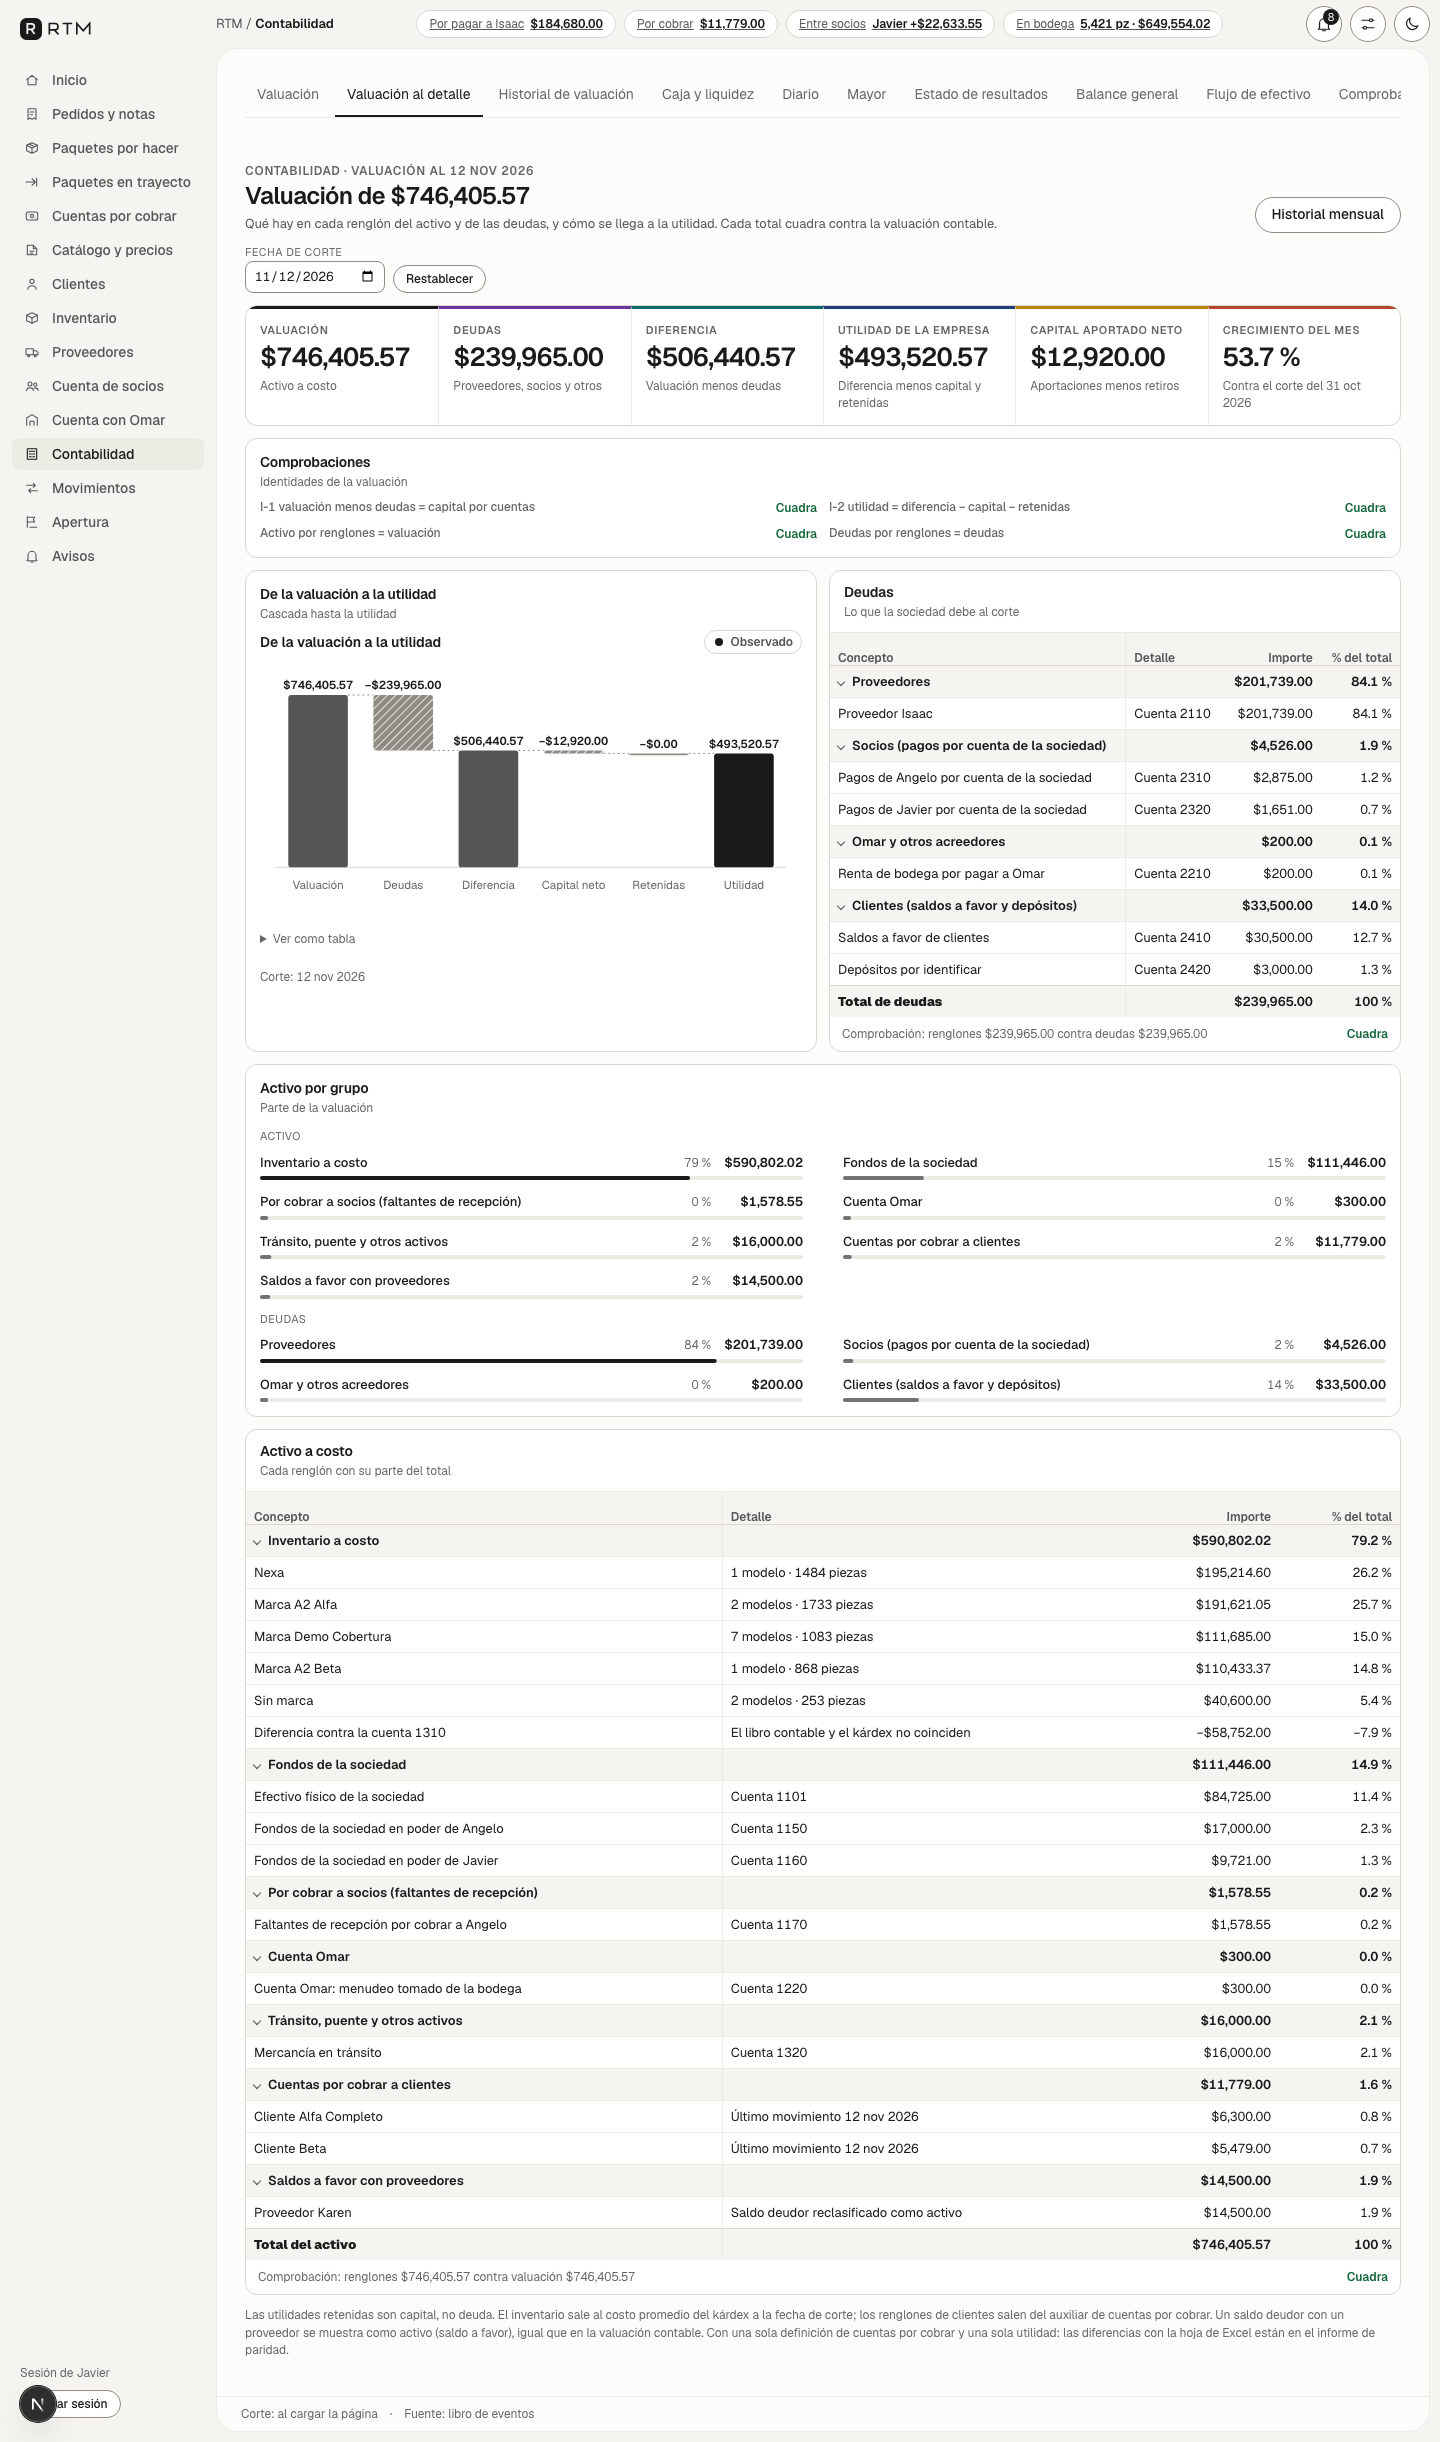 R RTM
RTM / Contabilidad
Por pagar a Isaac $184,680.00
Por cobrar $11,779.00
Entre socios Javier +$22,633.55
En bodega 5,421 pz · $649,554.02
8
Inicio
Pedidos y notas
Paquetes por hacer
Paquetes en trayecto
Cuentas por cobrar
Catálogo y precios
Clientes
Inventario
Proveedores
Cuenta de socios
Cuenta con Omar
Contabilidad
Movimientos
Apertura
Avisos
Valuación Valuación al detalle Historial de valuación Caja y liquidez Diario Mayor Estado de resultados Balance general Flujo de efectivo Comproba
CONTABILIDAD · VALUACIÓN AL 12 NOV 2026
Valuación de $746,405.57
Qué hay en cada renglón del activo y de las deudas, y cómo se llega a la utilidad. Cada total cuadra contra la valuación contable.
Historial mensual
FECHA DE CORTE
11/12/2026
Restablecer
VALUACIÓN
$746,405.57
Activo a costo
DEUDAS
$239,965.00
Proveedores, socios y otros
DIFERENCIA
$506,440.57
Valuación menos deudas
UTILIDAD DE LA EMPRESA
$493,520.57
Diferencia menos capital y
retenidas
CAPITAL APORTADO NETO
$12,920.00
Aportaciones menos retiros
CRECIMIENTO DEL MES
53.7 %
Contra el corte del 31 oct
2026
Comprobaciones
Identidades de la valuación
I-1 valuación menos deudas = capital por cuentas Cuadra
I-2 utilidad = diferencia − capital − retenidas Cuadra
Activo por renglones = valuación Cuadra
Deudas por renglones = deudas Cuadra
De la valuación a la utilidad
Cascada hasta la utilidad
De la valuación a la utilidad
Observado
$746,405.57 −$239,965.00
$506,440.57 −$12,920.00 −$0.00 $493,520.57
Valuación Deudas Diferencia Capital neto Retenidas Utilidad
Ver como tabla
Corte: 12 nov 2026
Deudas
Lo que la sociedad debe al corte
Concepto Detalle Importe % del total
Proveedores $201,739.00 84.1 %
Proveedor Isaac Cuenta 2110 $201,739.00 84.1 %
Socios (pagos por cuenta de la sociedad) $4,526.00 1.9 %
Pagos de Angelo por cuenta de la sociedad Cuenta 2310 $2,875.00 1.2 %
Pagos de Javier por cuenta de la sociedad Cuenta 2320 $1,651.00 0.7 %
Omar y otros acreedores $200.00 0.1 %
Renta de bodega por pagar a Omar Cuenta 2210 $200.00 0.1 %
Clientes (saldos a favor y depósitos) $33,500.00 14.0 %
Saldos a favor de clientes Cuenta 2410 $30,500.00 12.7 %
Depósitos por identificar Cuenta 2420 $3,000.00 1.3 %
Total de deudas $239,965.00 100 %
Comprobación: renglones $239,965.00 contra deudas $239,965.00 Cuadra
Activo por grupo
Parte de la valuación
ACTIVO
Inventario a costo 79 % $590,802.02
Fondos de la sociedad 15 % $111,446.00
Por cobrar a socios (faltantes de recepción) 0 % $1,578.55
Cuenta Omar 0 % $300.00
Tránsito, puente y otros activos 2 % $16,000.00
Cuentas por cobrar a clientes 2 % $11,779.00
Saldos a favor con proveedores 2 % $14,500.00
DEUDAS
Proveedores 84 % $201,739.00
Socios (pagos por cuenta de la sociedad) 2 % $4,526.00
Omar y otros acreedores 0 % $200.00
Clientes (saldos a favor y depósitos) 14 % $33,500.00
Activo a costo
Cada renglón con su parte del total
Concepto Detalle Importe % del total
Inventario a costo $590,802.02 79.2 %
Nexa 1 modelo · 1484 piezas $195,214.60 26.2 %
Marca A2 Alfa 2 modelos · 1733 piezas $191,621.05 25.7 %
Marca Demo Cobertura 7 modelos · 1083 piezas $111,685.00 15.0 %
Marca A2 Beta 1 modelo · 868 piezas $110,433.37 14.8 %
Sin marca 2 modelos · 253 piezas $40,600.00 5.4 %
Diferencia contra la cuenta 1310 El libro contable y el kárdex no coinciden −$58,752.00 −7.9 %
Fondos de la sociedad $111,446.00 14.9 %
Efectivo físico de la sociedad Cuenta 1101 $84,725.00 11.4 %
Fondos de la sociedad en poder de Angelo Cuenta 1150 $17,000.00 2.3 %
Fondos de la sociedad en poder de Javier Cuenta 1160 $9,721.00 1.3 %
Por cobrar a socios (faltantes de recepción) $1,578.55 0.2 %
Faltantes de recepción por cobrar a Angelo Cuenta 1170 $1,578.55 0.2 %
Cuenta Omar $300.00 0.0 %
Cuenta Omar: menudeo tomado de la bodega Cuenta 1220 $300.00 0.0 %
Tránsito, puente y otros activos $16,000.00 2.1 %
Mercancía en tránsito Cuenta 1320 $16,000.00 2.1 %
Cuentas por cobrar a clientes $11,779.00 1.6 %
Cliente Alfa Completo Último movimiento 12 nov 2026 $6,300.00 0.8 %
Cliente Beta Último movimiento 12 nov 2026 $5,479.00 0.7 %
Saldos a favor con proveedores $14,500.00 1.9 %
Proveedor Karen Saldo deudor reclasificado como activo $14,500.00 1.9 %
Total del activo $746,405.57 100 %
Comprobación: renglones $746,405.57 contra valuación $746,405.57 Cuadra
Las utilidades retenidas son capital, no deuda. El inventario sale al costo promedio del kárdex a la fecha de corte; los renglones de clientes salen del auxiliar de cuentas por cobrar. Un saldo deudor con un
proveedor se muestra como activo (saldo a favor), igual que en la valuación contable. Con una sola definición de cuentas por cobrar y una sola utilidad: las diferencias con la hoja de Excel están en el informe de
paridad.
Sesión de Javier
N ar sesión
Corte: al cargar la página · Fuente: libro de eventos